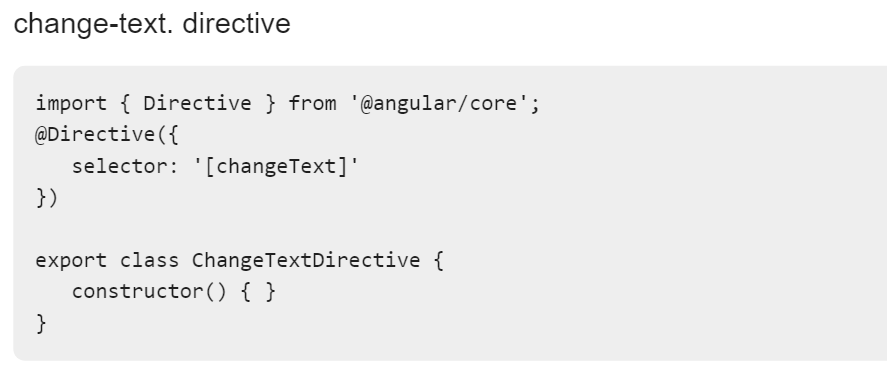 change-text. directive
import { Directive } from '@angular/core';
@Directive({
   selector: '[changeText]'
})

export class ChangeTextDirective {
   constructor() { }
}